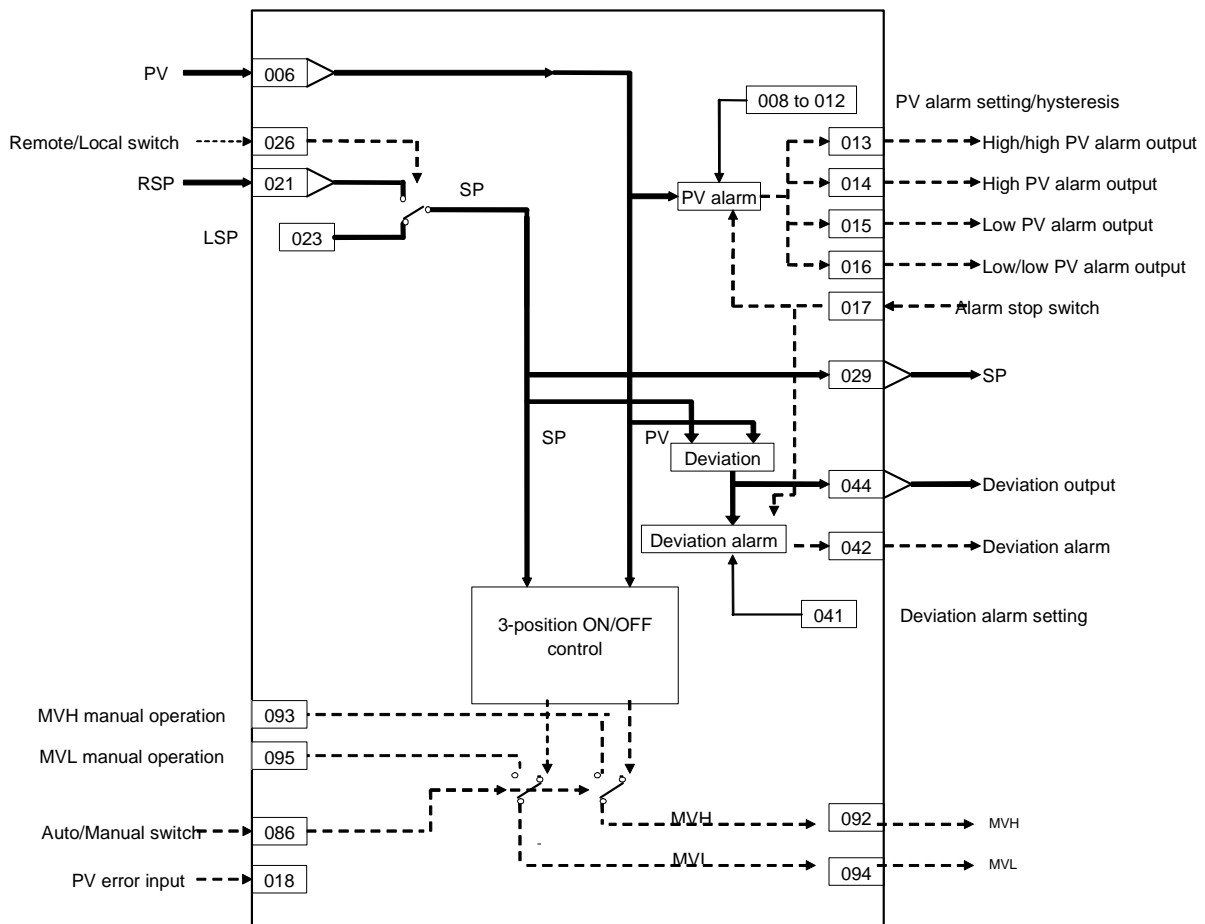 PV
006
008 to 012
PV alarm setting/hysteresis
Remote/Local switch
026
013
High/high PV alarm output
RSP
021
SP
PV alarm
014
High PV alarm output
LSP
023
015
Low PV alarm output
016
Low/low PV alarm output
017
Alarm stop switch
029
SP
SP
PV
Deviation
044
Deviation output
Deviation alarm
042
Deviation alarm
041
Deviation alarm setting
3-position ON/OFF
control
MVH manual operation
093
MVL manual operation
095
Auto/Manual switch
086
MVH
092
MVH
MVL
094
MVL
PV error input
018